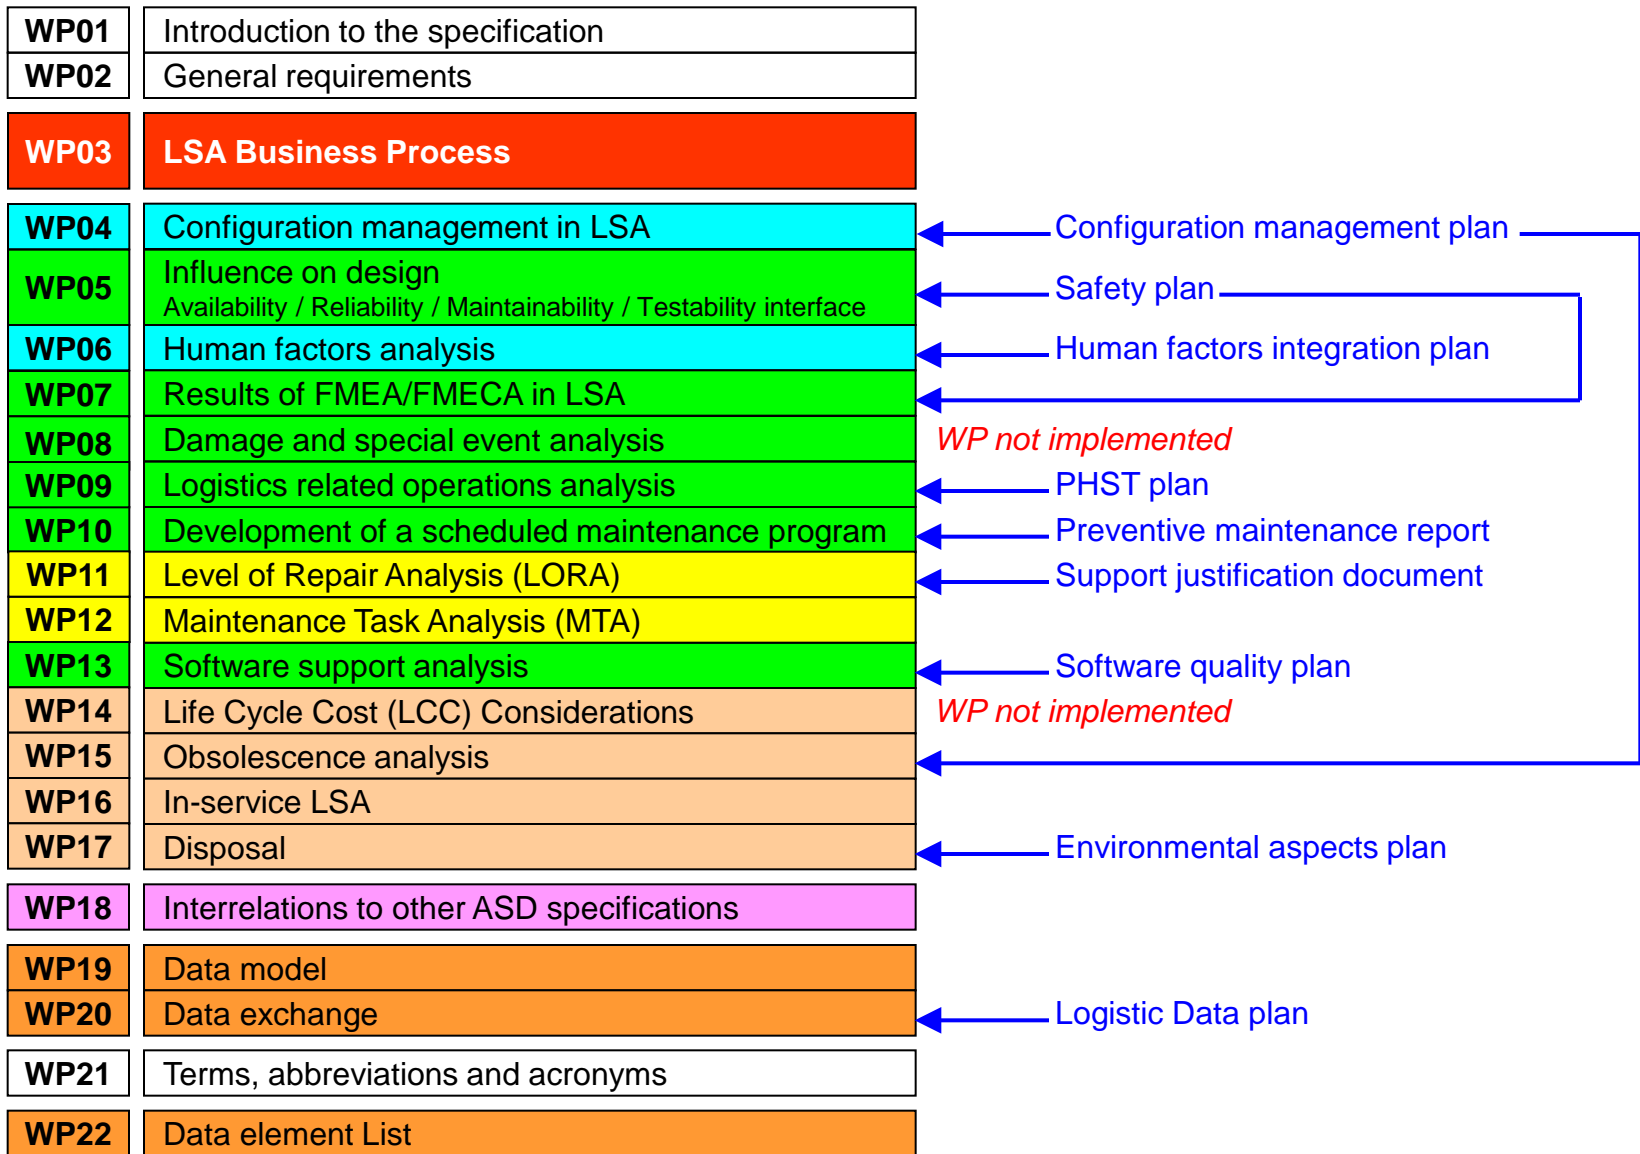 WP01 Introduction to the specification
WP02 General requirements
WP03 LSA Business Process
WP04 Configuration management in LSA Configuration management plan
WP05 Influence on design
Availability / Reliability / Maintainability / Testability interface Safety plan
WP06 Human factors analysis Human factors integration plan
WP07 Results of FMEA/FMECA in LSA
WP08 Damage and special event analysis WP not implemented
WP09 Logistics related operations analysis PHST plan
WP10 Development of a scheduled maintenance program Preventive maintenance report
WP11 Level of Repair Analysis (LORA) Support justification document
WP12 Maintenance Task Analysis (MTA)
WP13 Software support analysis Software quality plan
WP14 Life Cycle Cost (LCC) Considerations WP not implemented
WP15 Obsolescence analysis
WP16 In-service LSA
WP17 Disposal Environmental aspects plan
WP18 Interrelations to other ASD specifications
WP19 Data model
WP20 Data exchange Logistic Data plan
WP21 Terms, abbreviations and acronyms
WP22 Data element List